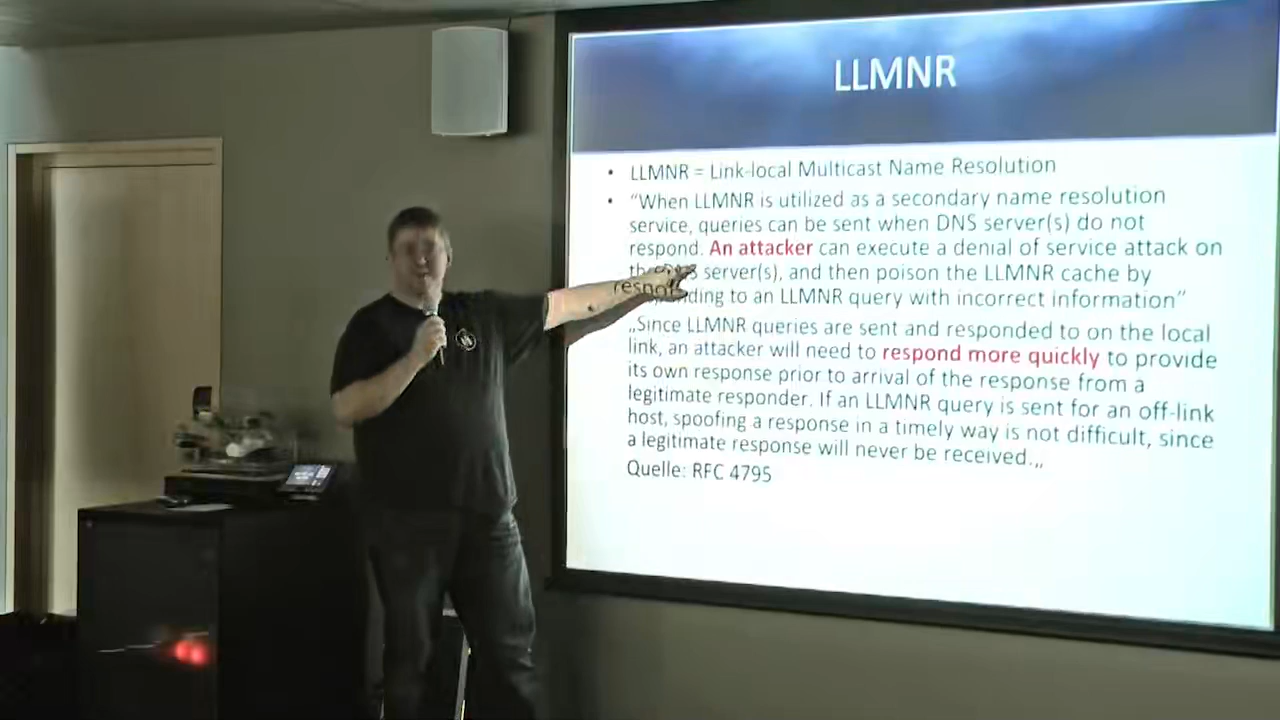 LLMNR
• LLMNR = Link-local Multicast Name Resolution
• “When LLMNR is utilized as a secondary name resolution
service, queries can be sent when DNS server(s) do not
respond. An attacker can execute a denial of service attack on
the DNS server(s), and then poison the LLMNR cache by
responding to an LLMNR query with incorrect information”
„Since LLMNR queries are sent and responded to on the local
link, an attacker will need to respond more quickly to provide
its own response prior to arrival of the response from a
legitimate responder. If an LLMNR query is sent for an off-link
host, spoofing a response in a timely way is not difficult, since
a legitimate response will never be received.„
Quelle: RFC 4795